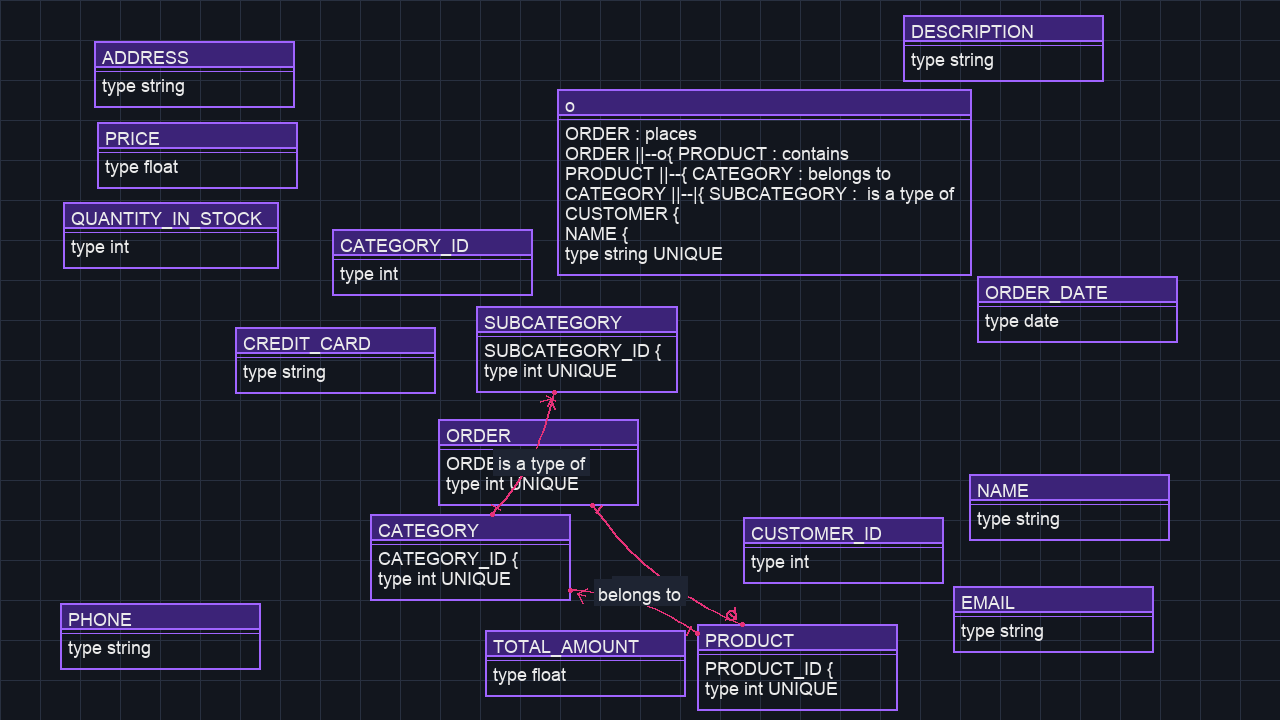 DESCRIPTION
type string
ADDRESS
type string
o
ORDER : places
ORDER ||--o{ PRODUCT : contains
PRODUCT ||--{ CATEGORY : belongs to
CATEGORY ||--|{ SUBCATEGORY :  is a type of
CUSTOMER {
NAME {
type string UNIQUE
PRICE
type float
QUANTITY_IN_STOCK
type int
CATEGORY_ID
type int
ORDER_DATE
type date
SUBCATEGORY
SUBCATEGORY_ID {
type int UNIQUE
CREDIT_CARD
type string
ORDER
is a type of
type int UNIQUE
NAME
type string
CATEGORY
CATEGORY_ID {
type int UNIQUE
CUSTOMER_ID
type int
belongs to
EMAIL
type string
PHONE
type string
TOTAL_AMOUNT
type float
PRODUCT
PRODUCT_ID {
type int UNIQUE